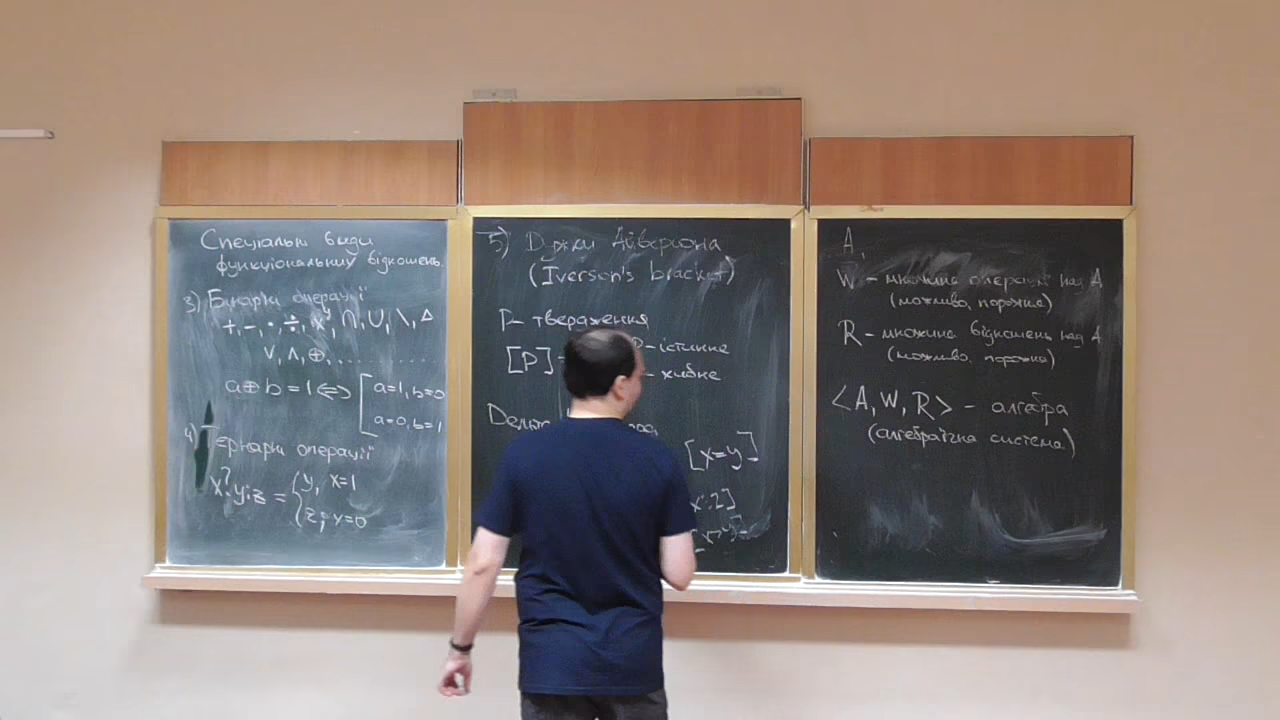 Спеціальні види
функціональних відношень.
3) Бінарні операції
+, -, ·, ÷, xʸ, ∩, ∪, \, Δ
∨, ∧, ⊕, ..........
a⊕b = 1 ⟺ [ a=1, b=0
a=0, b=1
4) Тернарні операції
x?y:z = { y, x=1
z, y=0
5) Дужки Айверсона
(Iverson's bracket)
P - твердження
[P]
P - істинне
- хибне
[x=y]
x⋮2]
A,
W - множина операцій над A
(можливо, порожня)
R - множина відношень над A
(можливо, порожня)
<A, W, R> - алгебра
(алгебраїчна система)